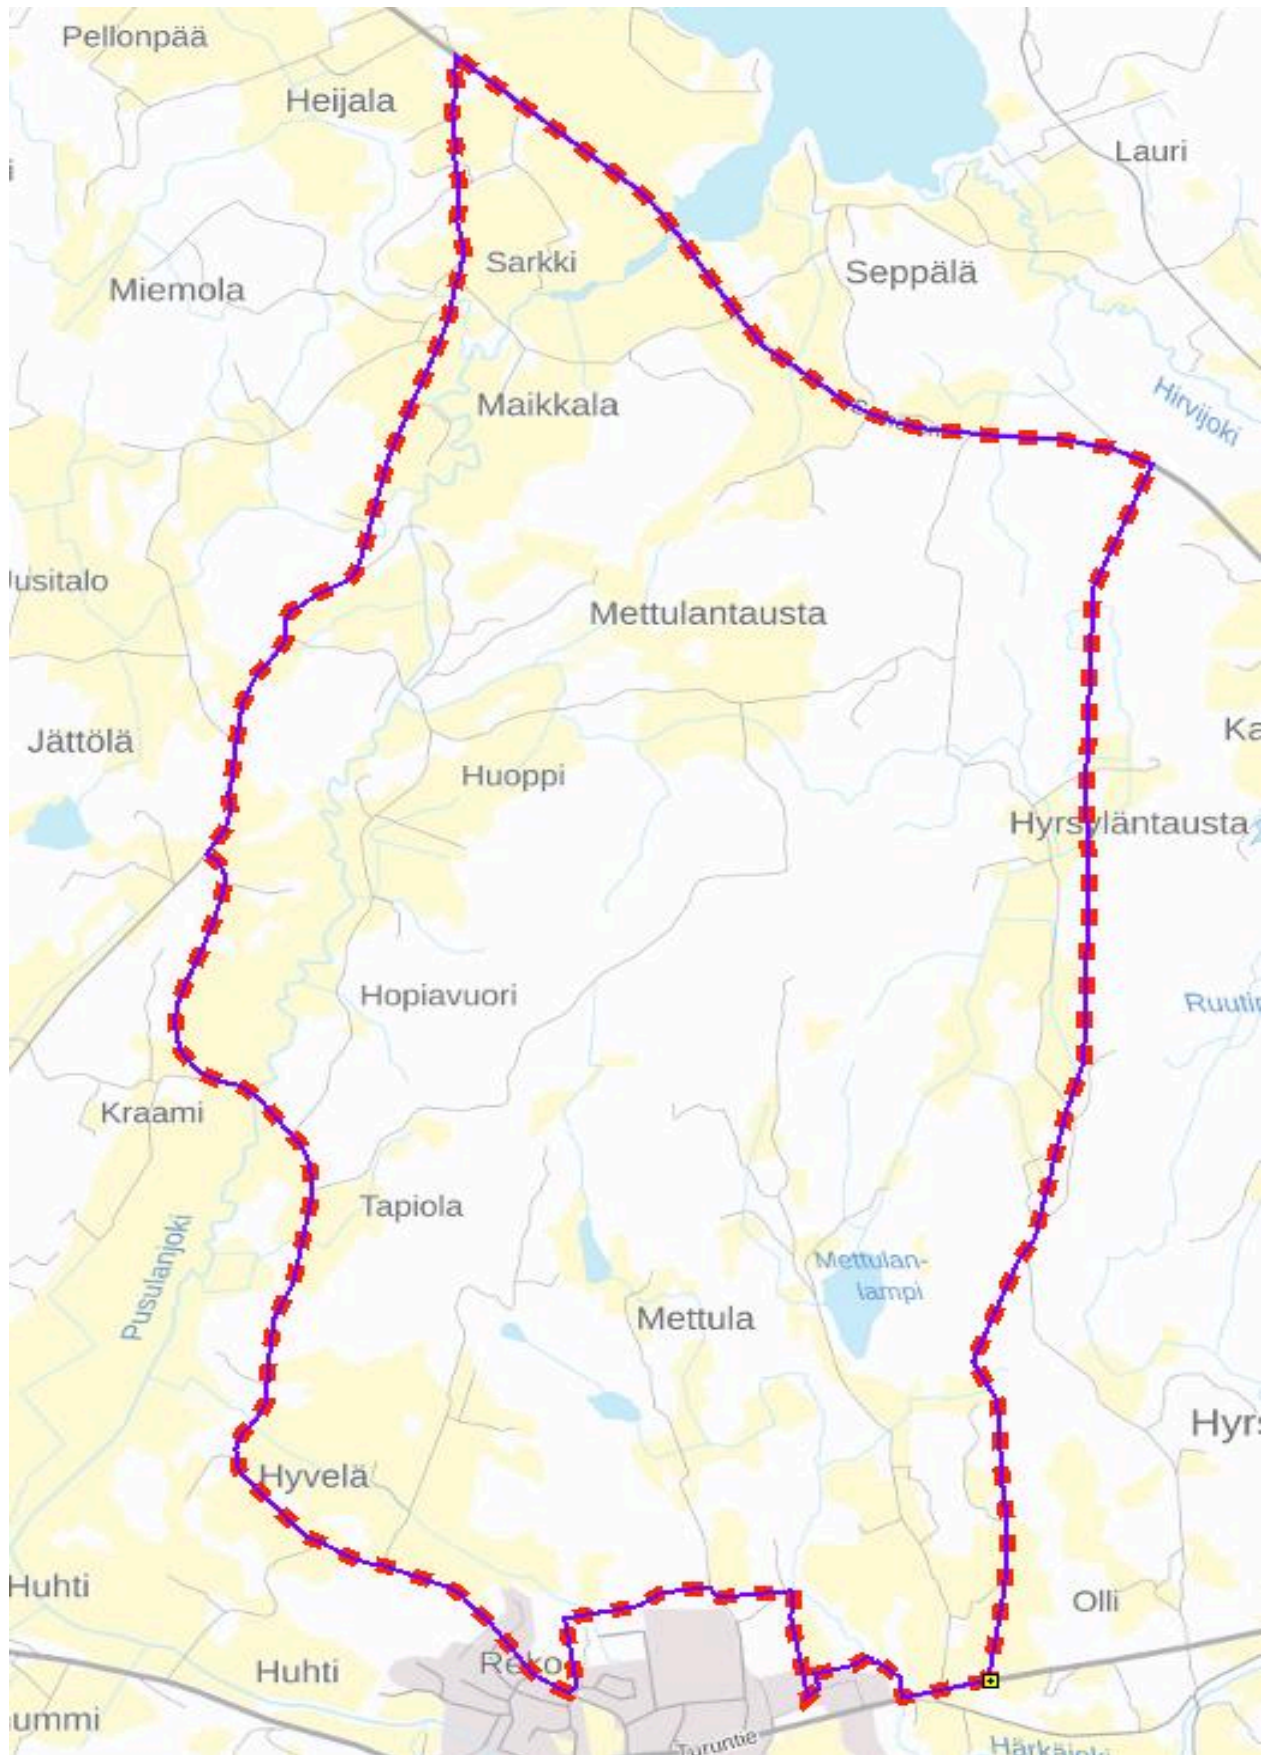 Pellonpää
Heijala
Lauri
Sarkki
Seppälä
Miemola
Maikkala
Hirvijoki
Mettulantausta
Jättölä
Huoppi
Hyrsyläntausta
Hopiavuori
Kraami
Tapiola
Pusulanjoki
Mettulan-
lampi
Mettula
Hyvelä
Huhti
Olli
Huhti
Turuntie